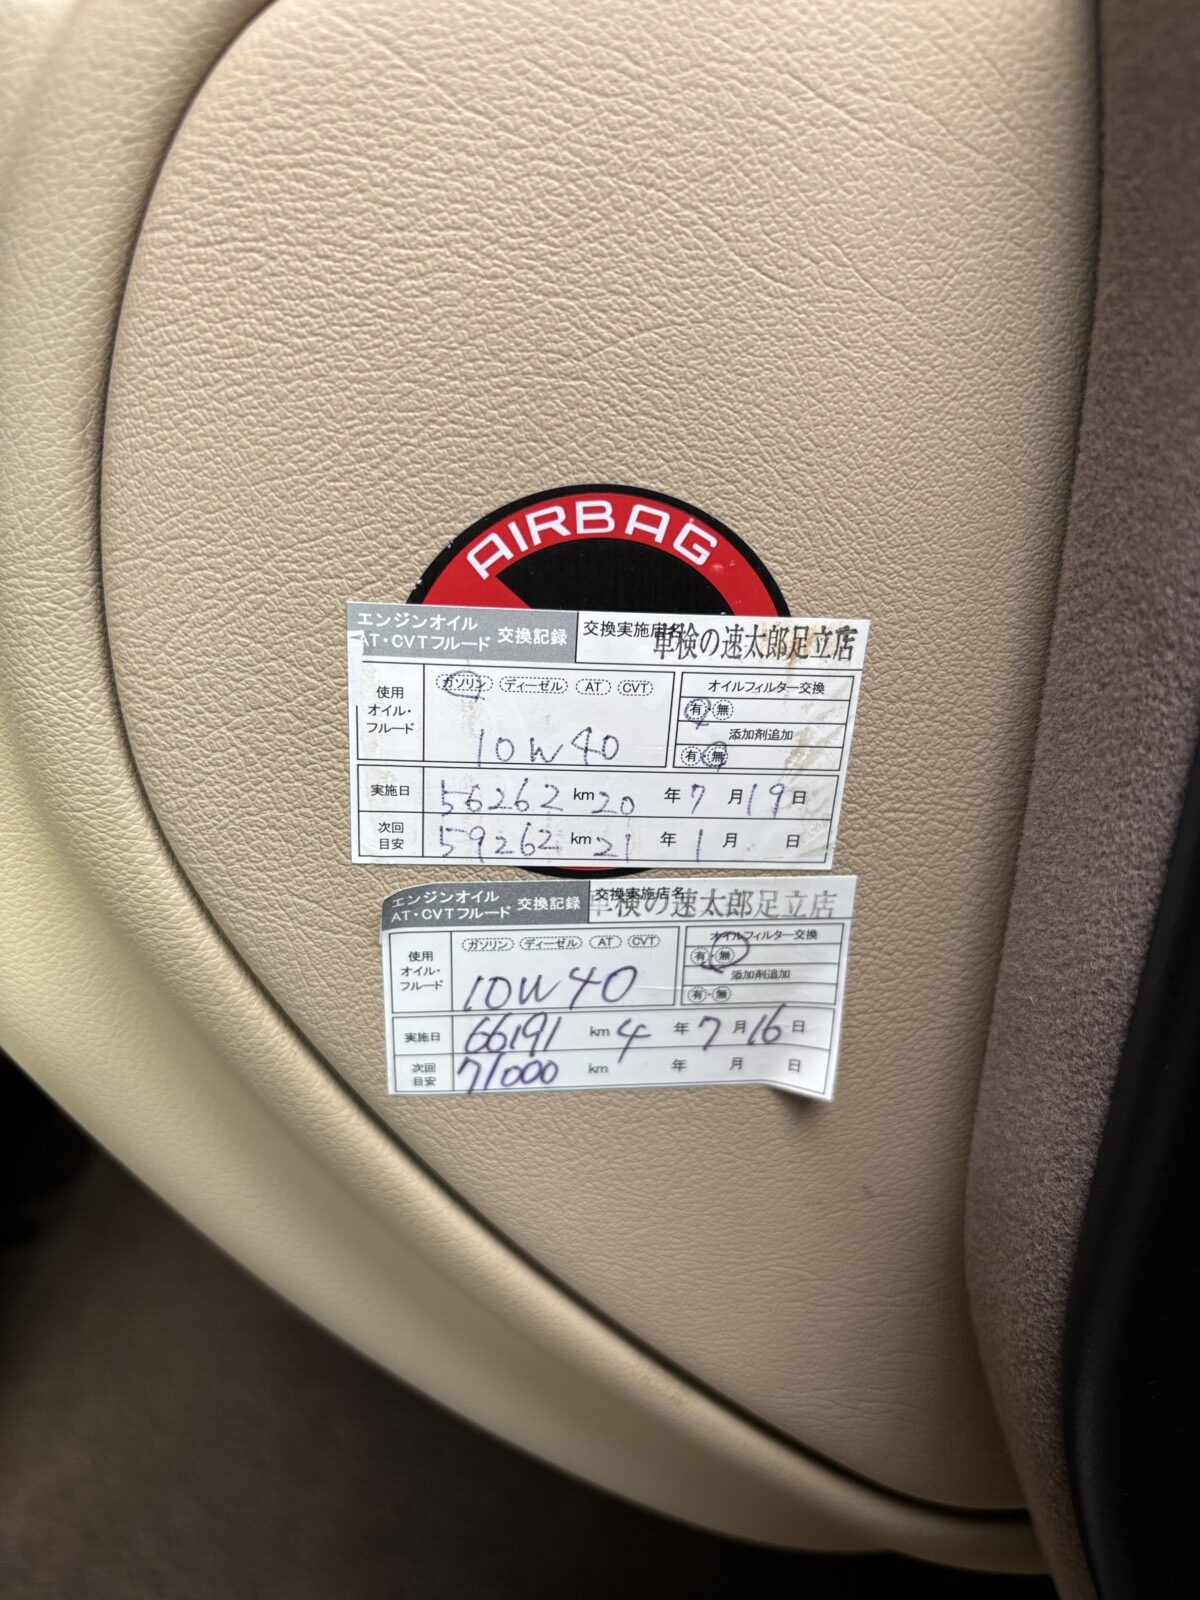 AIRBAG
エンジンオイル
AT・CVTフルード 交換記録 交換実施店名 車検の速太郎足立店
使用オイル・フルード ガソリン ディーゼル AT CVT
10W40
オイルフィルター交換
有・無
添加剤追加
有・無
実施日 56262 km 20 年 7 月 19 日
次回目安 59262 km 21 年 1 月 日
エンジンオイル
AT・CVTフルード 交換記録 交換実施店名 車検の速太郎足立店
使用オイル・フルード ガソリン ディーゼル AT CVT
10W40
オイルフィルター交換
有・無
添加剤追加
有・無
実施日 66191 km 4 年 7 月 16 日
次回目安 71000 km 年 月 日